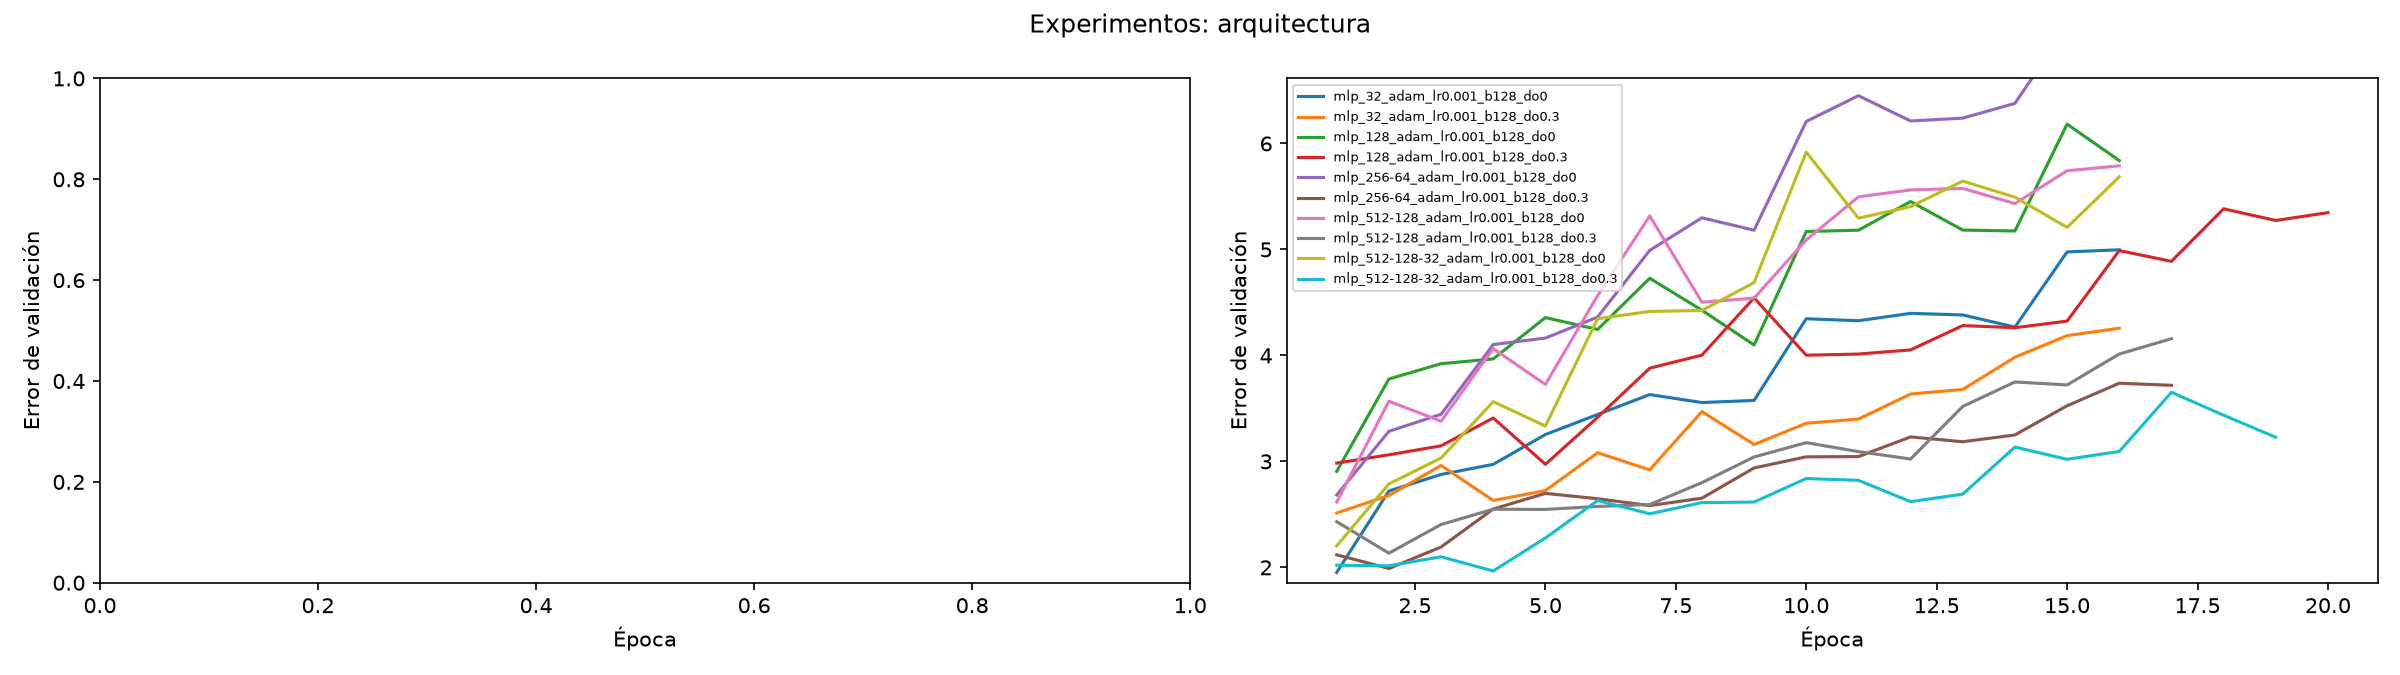 Experimentos: arquitectura
Error de validación
1.0
0.8
0.6
0.4
0.2
0.0
0.0 0.2 0.4 0.6 0.8 1.0
Época
Error de validación
6
5
4
3
2
mlp_32_adam_lr0.001_b128_do0
mlp_32_adam_lr0.001_b128_do0.3
mlp_128_adam_lr0.001_b128_do0
mlp_128_adam_lr0.001_b128_do0.3
mlp_256-64_adam_lr0.001_b128_do0
mlp_256-64_adam_lr0.001_b128_do0.3
mlp_512-128_adam_lr0.001_b128_do0
mlp_512-128_adam_lr0.001_b128_do0.3
mlp_512-128-32_adam_lr0.001_b128_do0
mlp_512-128-32_adam_lr0.001_b128_do0.3
2.5 5.0 7.5 10.0 12.5 15.0 17.5 20.0
Época